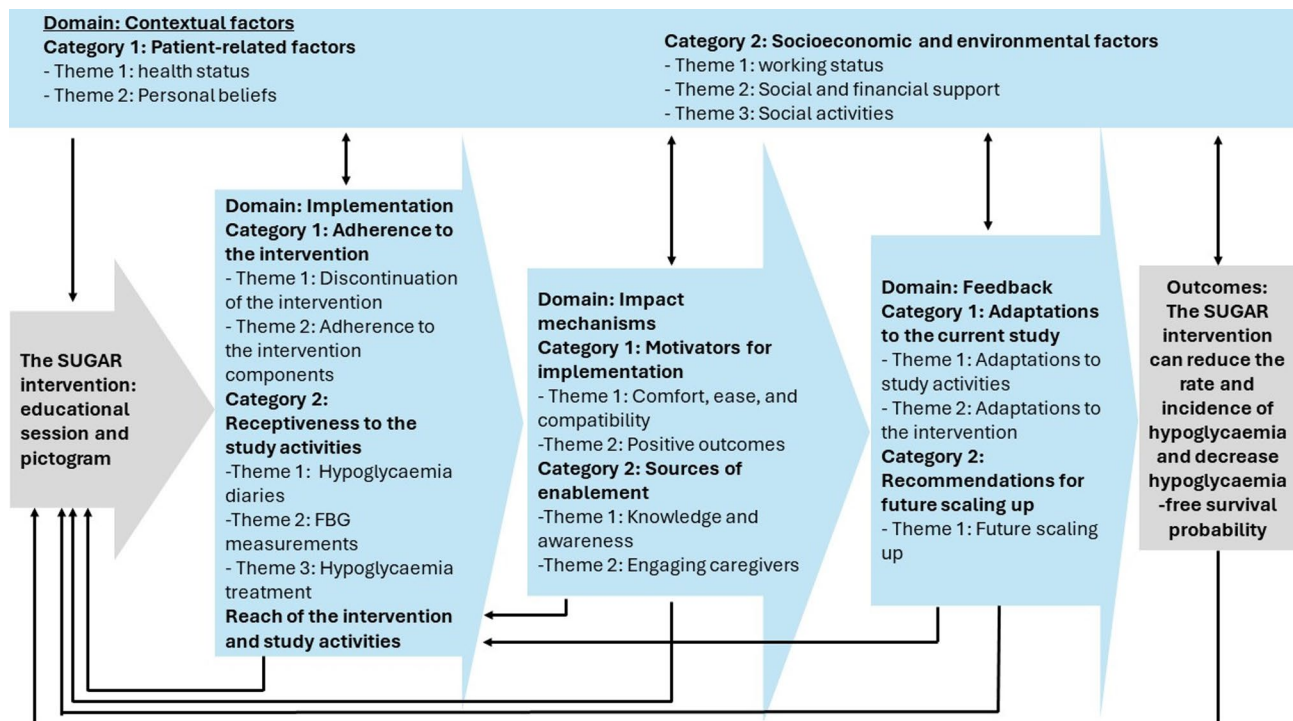 Domain: Contextual factors
Category 1: Patient-related factors
- Theme 1: health status
- Theme 2: Personal beliefs
Category 2: Socioeconomic and environmental factors
- Theme 1: working status
- Theme 2: Social and financial support
- Theme 3: Social activities
The SUGAR
intervention:
educational
session and
pictogram
Domain: Implementation
Category 1: Adherence to
the intervention
- Theme 1: Discontinuation
of the intervention
- Theme 2: Adherence to
the intervention
components
Category 2:
Receptiveness to the
study activities
-Theme 1: Hypoglycaemia
diaries
-Theme 2: FBG
measurements
- Theme 3: Hypoglycaemia
treatment
Reach of the intervention
and study activities
Domain: Impact
mechanisms
Category 1: Motivators for
implementation
- Theme 1: Comfort, ease, and
compatibility
-Theme 2: Positive outcomes
Category 2: Sources of
enablement
-Theme 1: Knowledge and
awareness
-Theme 2: Engaging caregivers
Domain: Feedback
Category 1: Adaptations
to the current study
- Theme 1: Adaptations to
study activities
- Theme 2: Adaptations to
the intervention
Category 2:
Recommendations for
future scaling up
- Theme 1: Future scaling
up
Outcomes:
The SUGAR
intervention
can reduce the
rate and
incidence of
hypoglycaemia
and decrease
hypoglycaemia
-free survival
probability